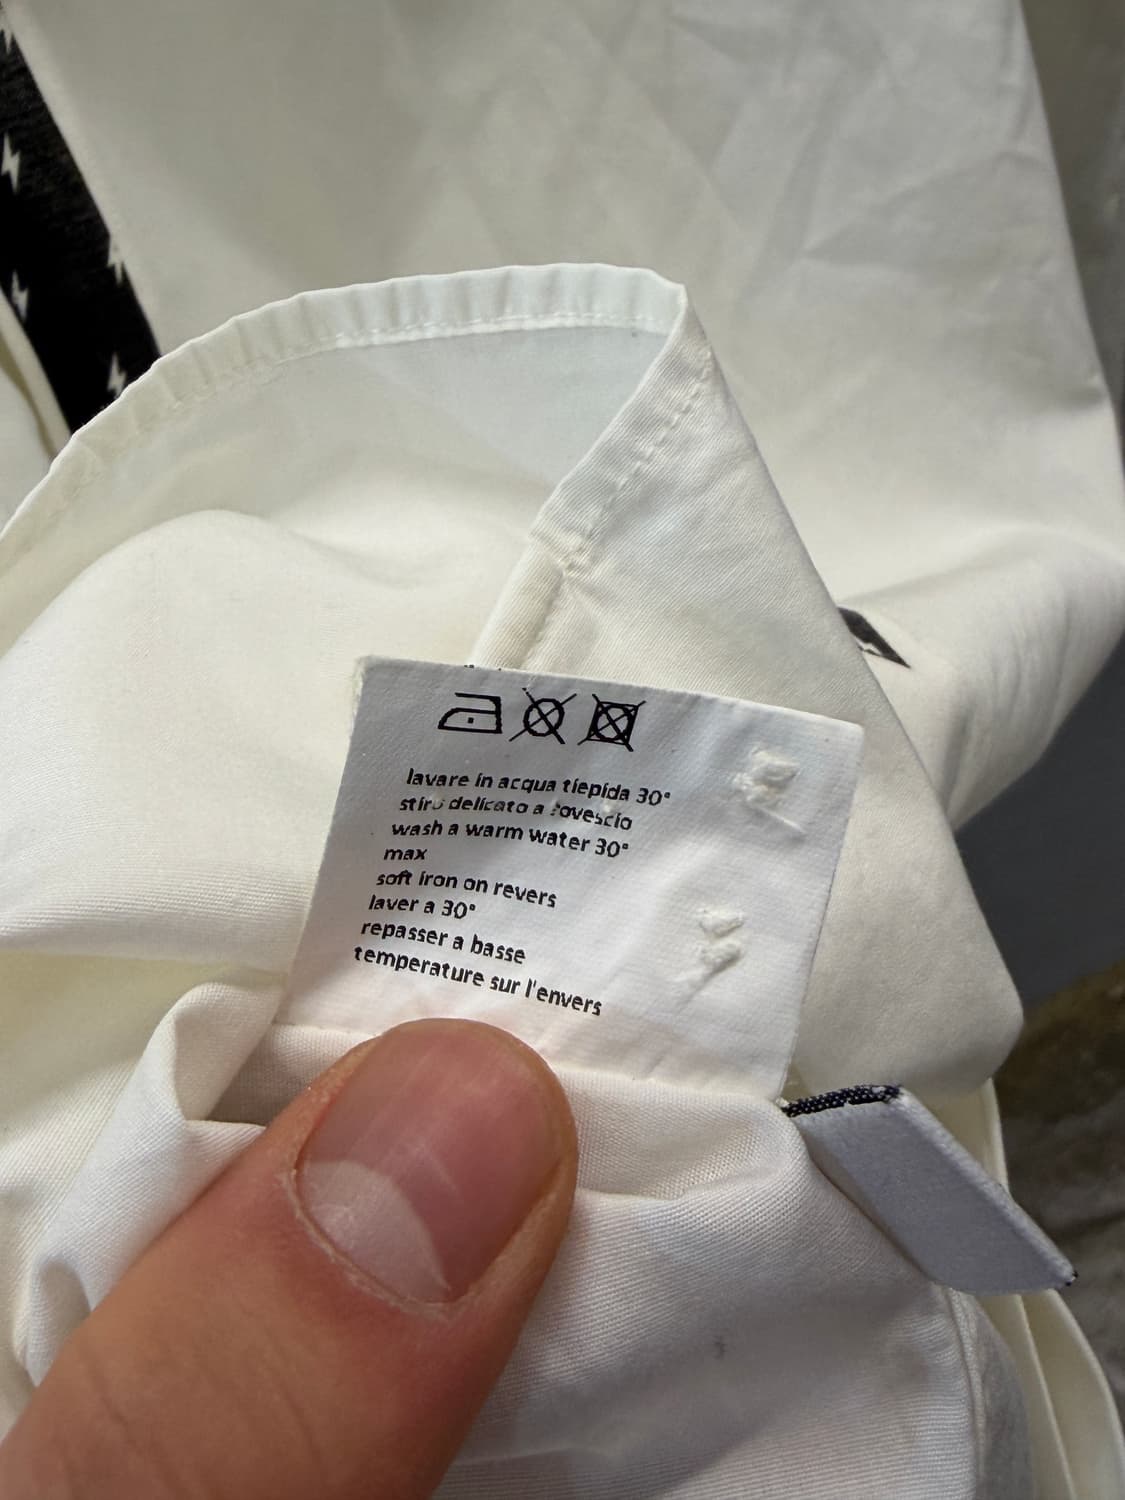 lavare in acqua tiepida 30°
stiro delicato a rovescio
wash a warm water 30°
max
soft iron on revers
laver a 30°
repasser a basse
temperature sur l'envers